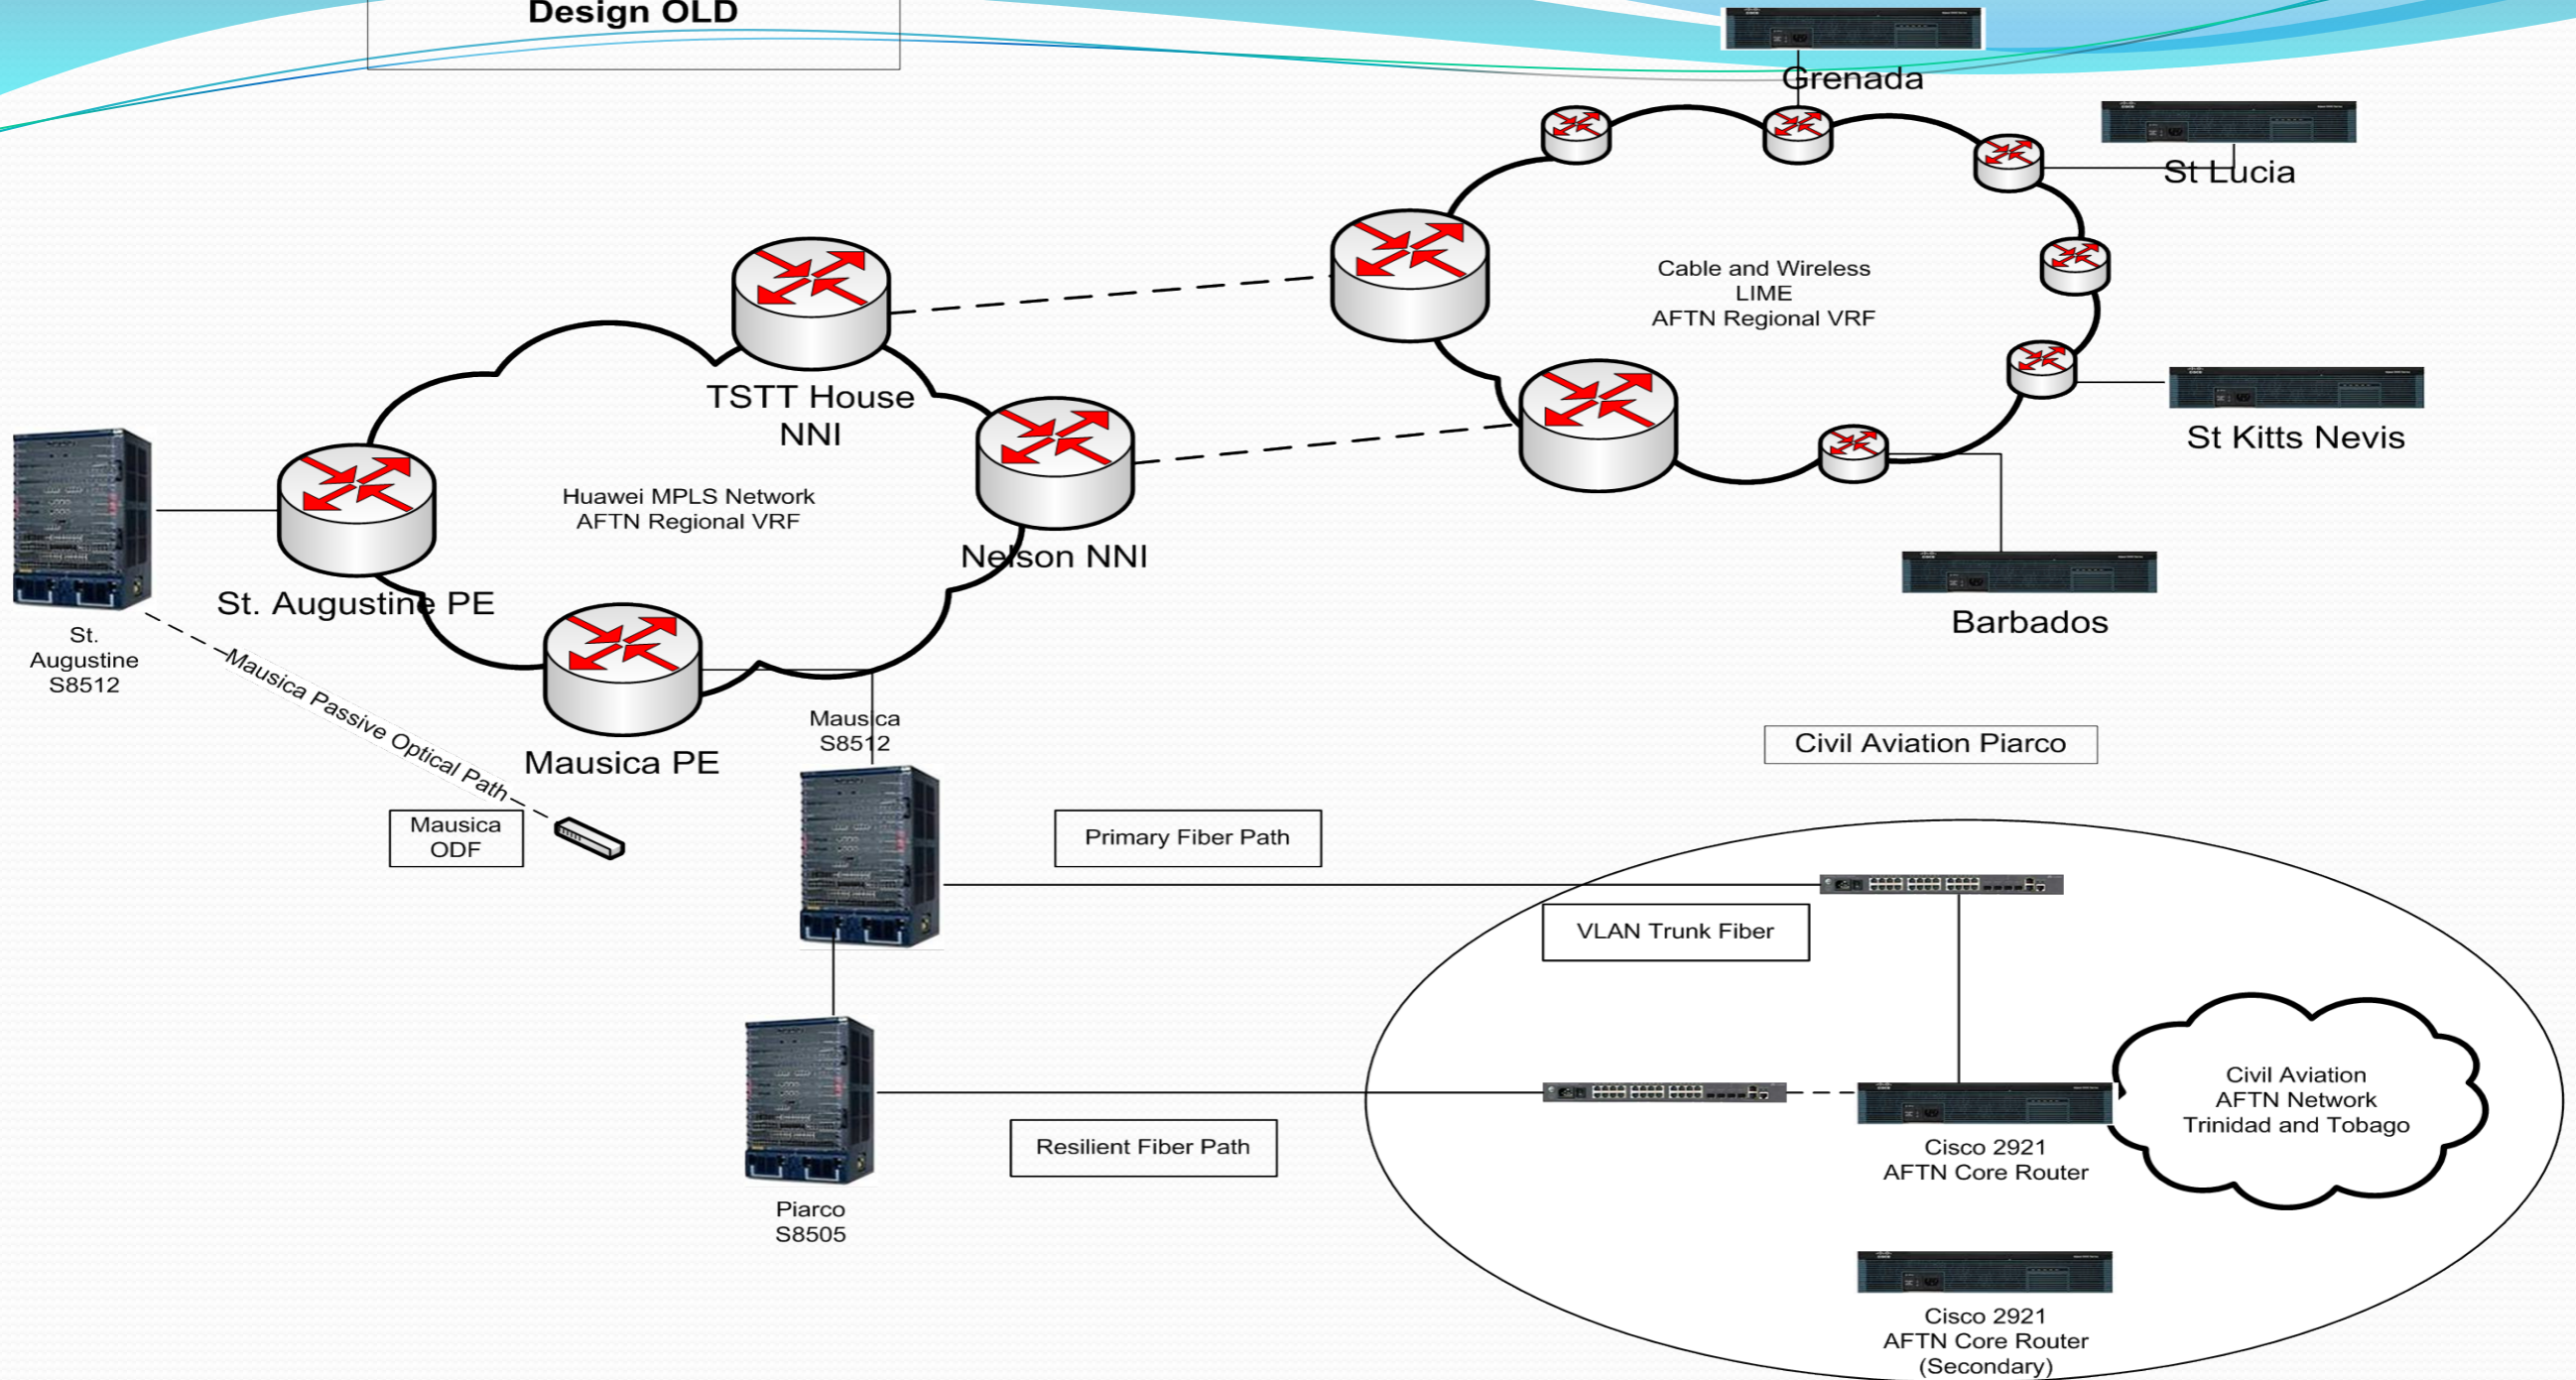 Design OLD
Grenada
St Lucia
Cable and Wireless
LIME
AFTN Regional VRF
TSTT House
NNI
St Kitts Nevis
Huawei MPLS Network
AFTN Regional VRF
Nelson NNI
St. Augustine PE
Barbados
St.
Augustine
S8512
Mausica Passive Optical Path
Mausica PE
Mausica
S8512
Civil Aviation Piarco
Mausica
ODF
Primary Fiber Path
VLAN Trunk Fiber
Civil Aviation
AFTN Network
Trinidad and Tobago
Resilient Fiber Path
Cisco 2921
AFTN Core Router
Piarco
S8505
Cisco 2921
AFTN Core Router
(Secondary)